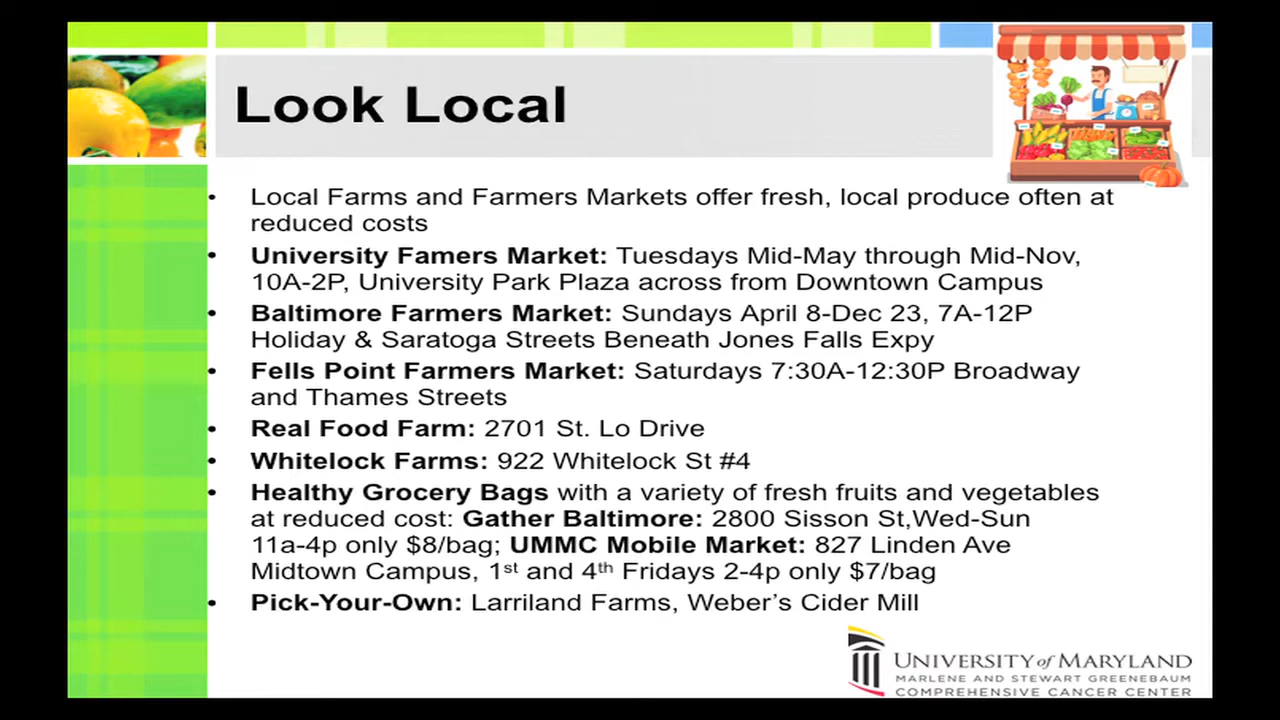 Look Local
• Local Farms and Farmers Markets offer fresh, local produce often at
reduced costs
• University Famers Market: Tuesdays Mid-May through Mid-Nov,
10A-2P, University Park Plaza across from Downtown Campus
• Baltimore Farmers Market: Sundays April 8-Dec 23, 7A-12P
Holiday & Saratoga Streets Beneath Jones Falls Expy
• Fells Point Farmers Market: Saturdays 7:30A-12:30P Broadway
and Thames Streets
• Real Food Farm: 2701 St. Lo Drive
• Whitelock Farms: 922 Whitelock St #4
• Healthy Grocery Bags with a variety of fresh fruits and vegetables
at reduced cost: Gather Baltimore: 2800 Sisson St,Wed-Sun
11a-4p only $8/bag; UMMC Mobile Market: 827 Linden Ave
Midtown Campus, 1st and 4th Fridays 2-4p only $7/bag
• Pick-Your-Own: Larriland Farms, Weber's Cider Mill
UNIVERSITY of MARYLAND
MARLENE AND STEWART GREENEBAUM
COMPREHENSIVE CANCER CENTER